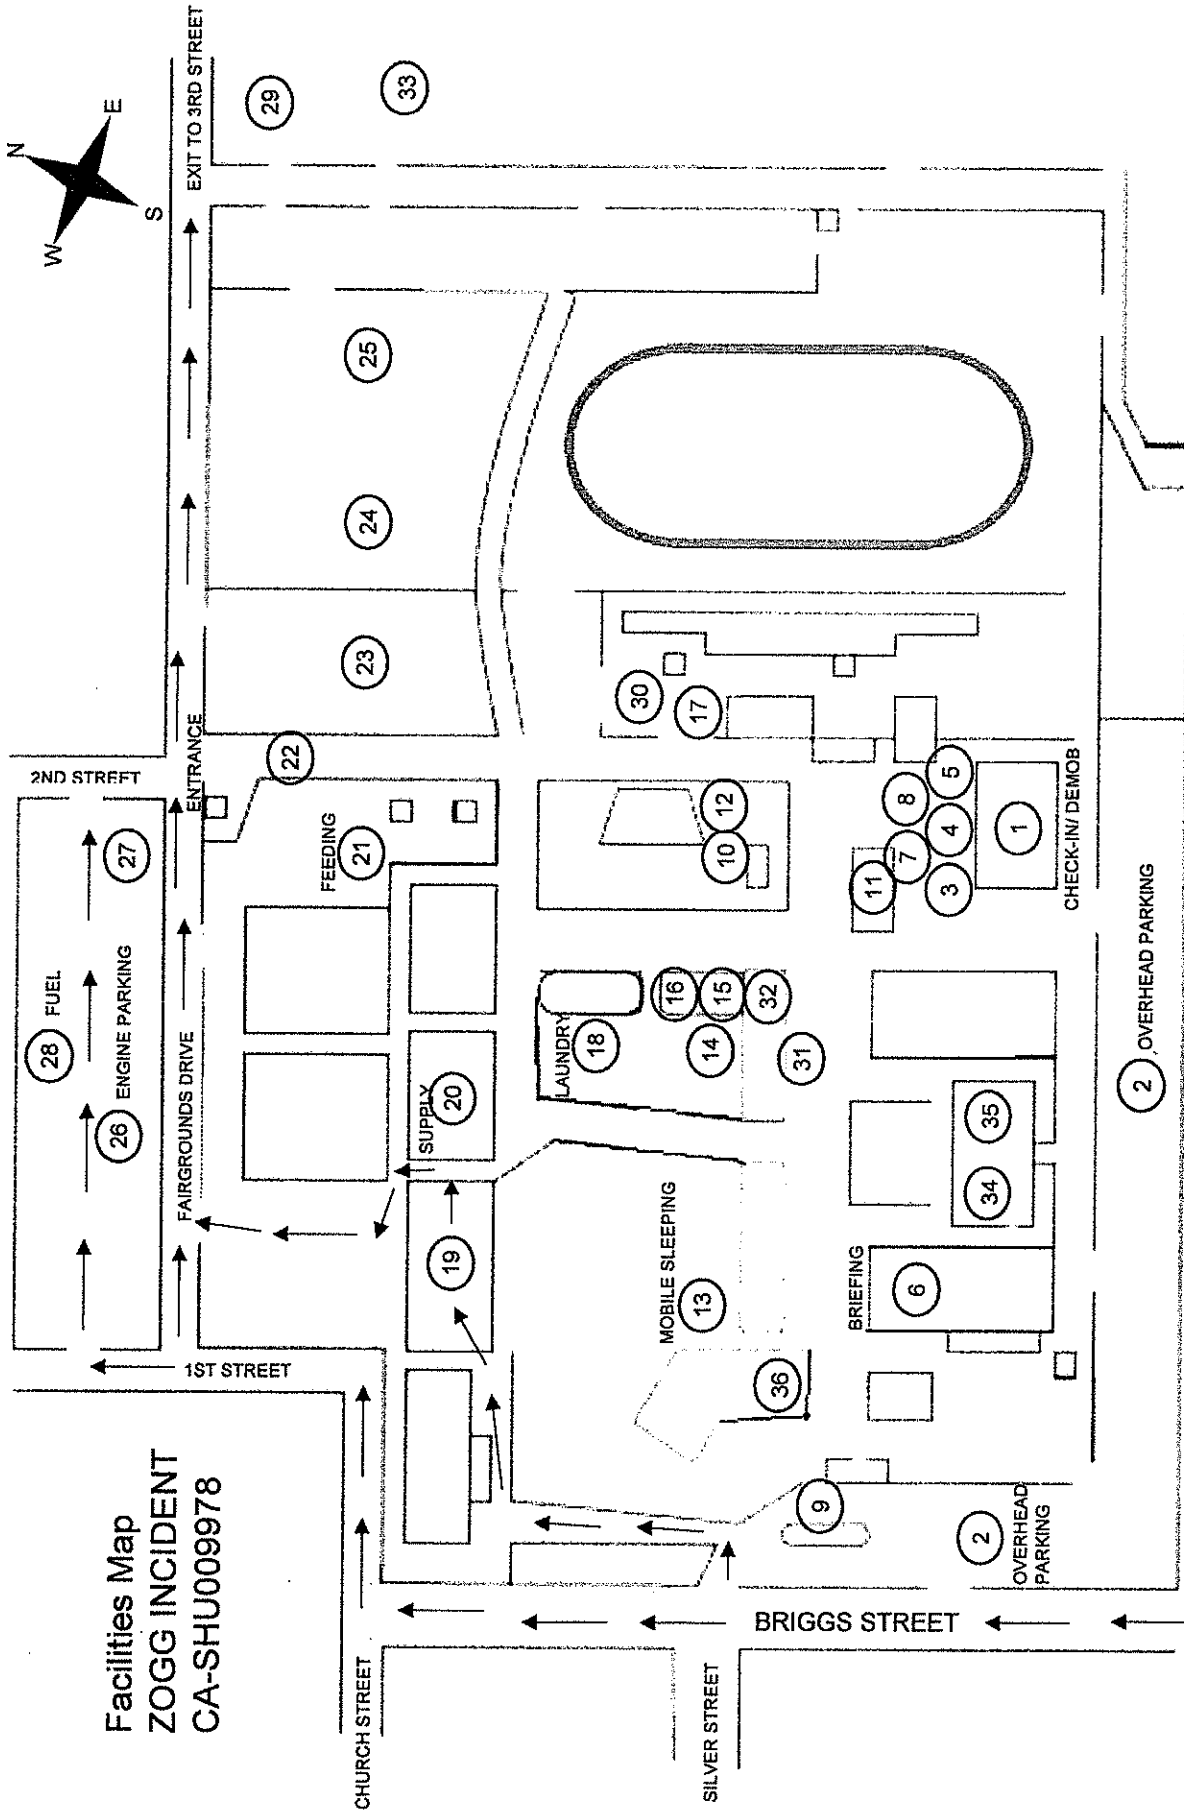 Facilities Map
ZOGG INCIDENT
CA-SHU009978
N
E
S
W
EXIT TO 3RD STREET
29
33
2ND STREET
ENTRANCE
22
27
28
FUEL
26
ENGINE PARKING
FAIRGROUNDS DRIVE
1ST STREET
CHURCH STREET
SILVER STREET
BRIGGS STREET
25
24
23
FEEDING
21
SUPPLY
20
19
30
17
12
10
LAUNDRY
18
16
15
32
14
31
MOBILE SLEEPING
13
36
9
5
8
4
7
3
11
1
CHECK-IN/ DEMOB
35
34
BRIEFING
6
2
OVERHEAD PARKING
2
OVERHEAD
PARKING